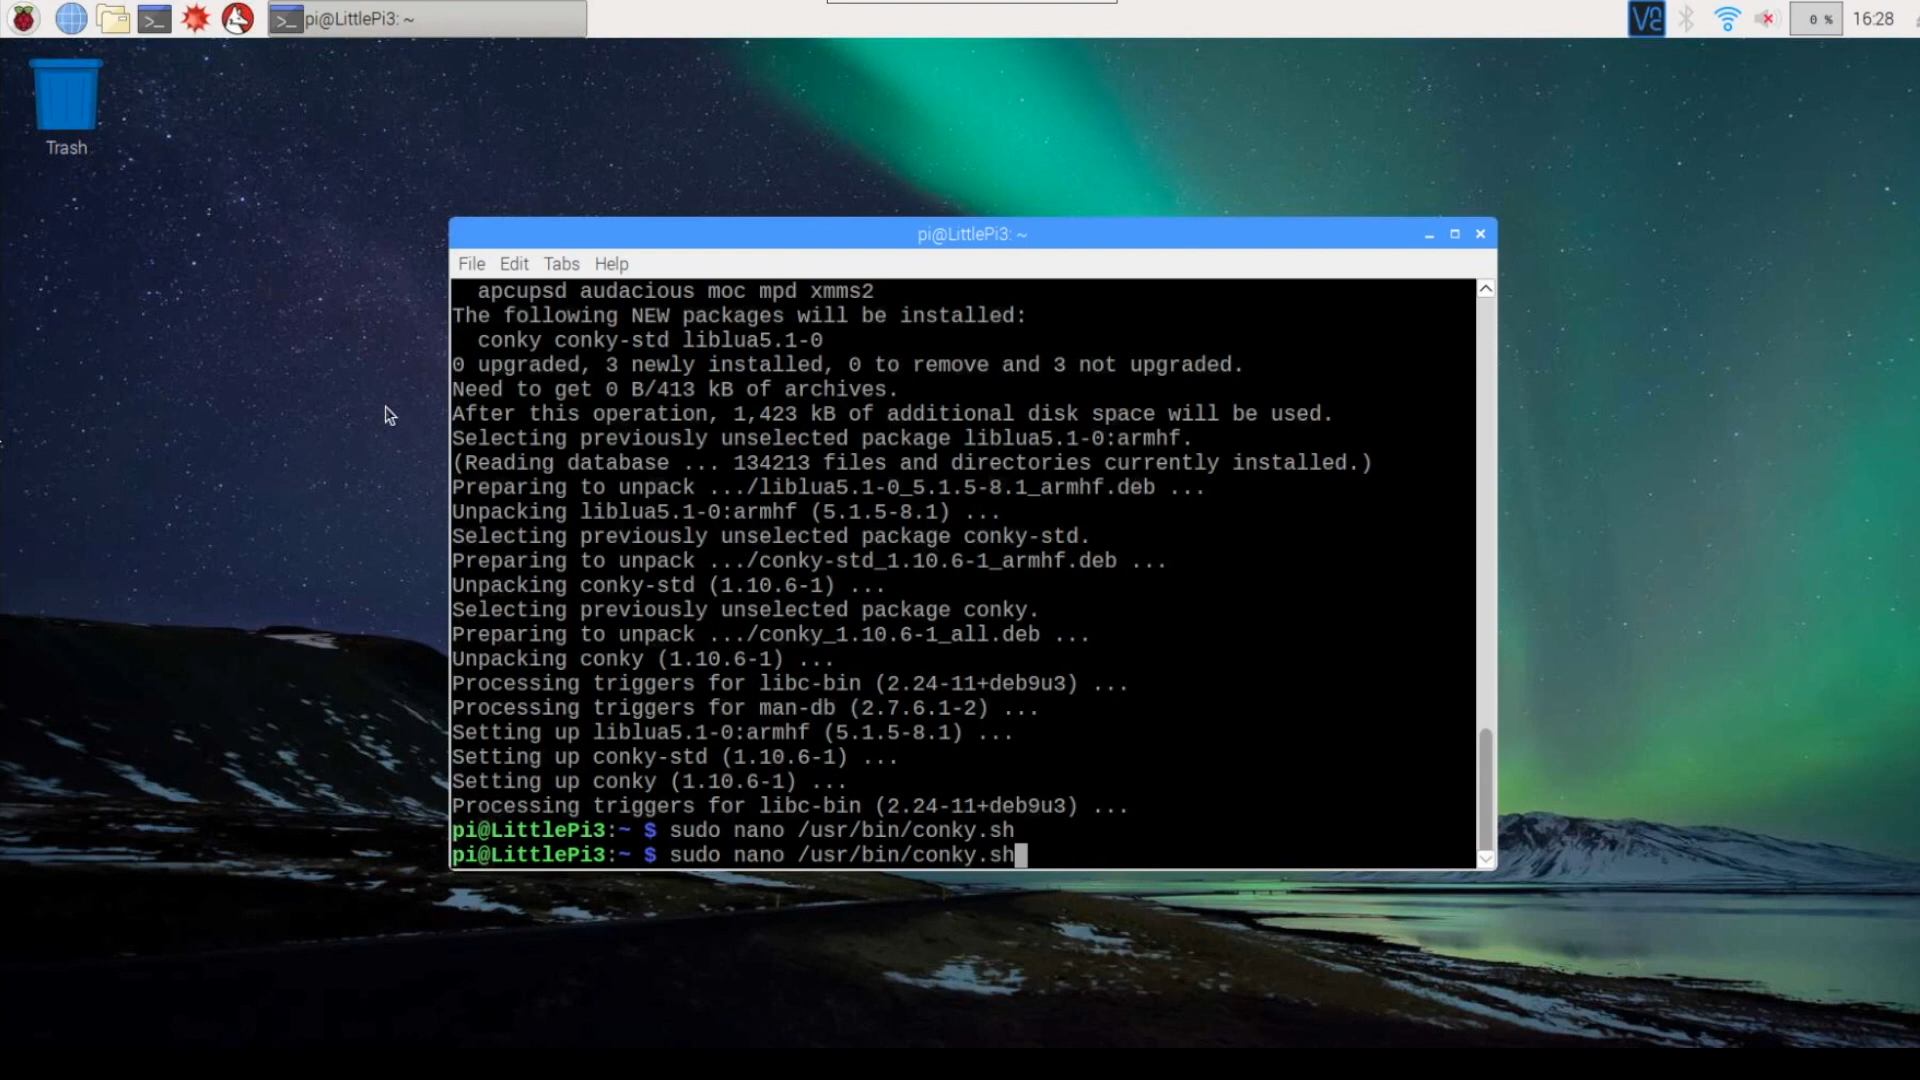 pi@LittlePi3: ~
0 %
16:28
Trash
pi@LittlePi3: ~
File Edit Tabs Help
apcupsd audacious moc mpd xmms2
The following NEW packages will be installed:
conky conky-std liblua5.1-0
0 upgraded, 3 newly installed, 0 to remove and 3 not upgraded.
Need to get 0 B/413 kB of archives.
After this operation, 1,423 kB of additional disk space will be used.
Selecting previously unselected package liblua5.1-0:armhf.
(Reading database ... 134213 files and directories currently installed.)
Preparing to unpack .../liblua5.1-0_5.1.5-8.1_armhf.deb ...
Unpacking liblua5.1-0:armhf (5.1.5-8.1) ...
Selecting previously unselected package conky-std.
Preparing to unpack .../conky-std_1.10.6-1_armhf.deb ...
Unpacking conky-std (1.10.6-1) ...
Selecting previously unselected package conky.
Preparing to unpack .../conky_1.10.6-1_all.deb ...
Unpacking conky (1.10.6-1) ...
Processing triggers for libc-bin (2.24-11+deb9u3) ...
Processing triggers for man-db (2.7.6.1-2) ...
Setting up liblua5.1-0:armhf (5.1.5-8.1) ...
Setting up conky-std (1.10.6-1) ...
Setting up conky (1.10.6-1) ...
Processing triggers for libc-bin (2.24-11+deb9u3) ...
pi@LittlePi3:~ $ sudo nano /usr/bin/conky.sh
pi@LittlePi3:~ $ sudo nano /usr/bin/conky.sh